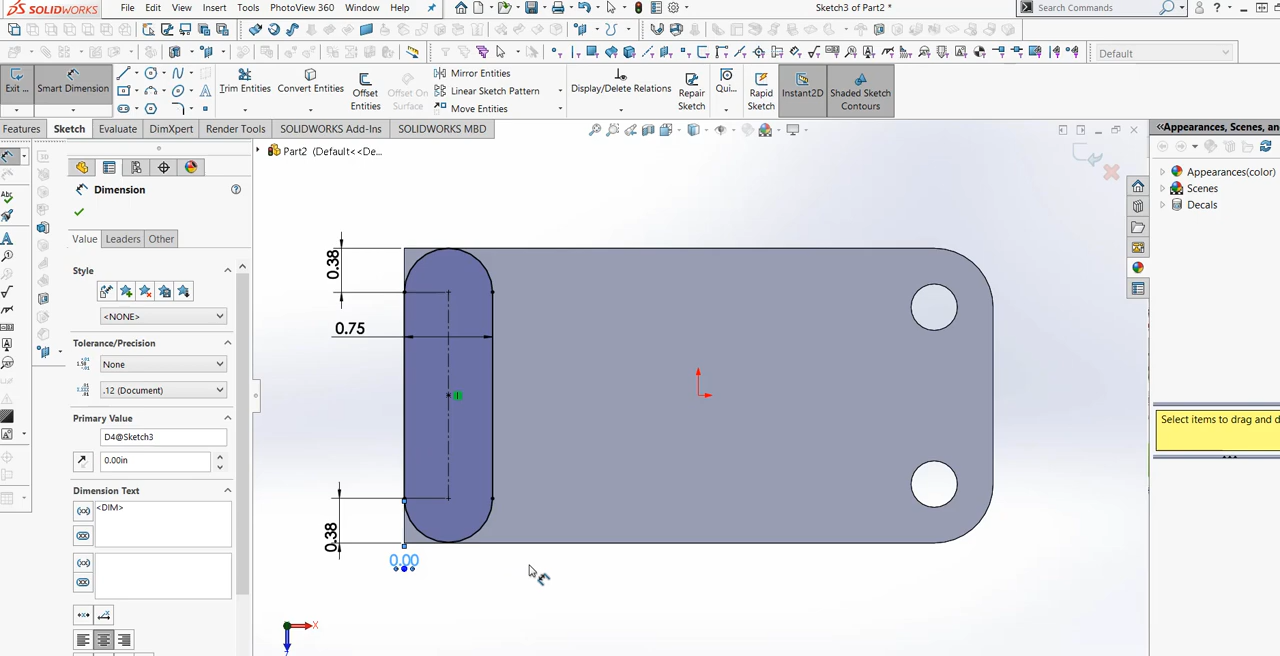 SOLIDWORKS File Edit View Insert Tools PhotoView 360 Window Help Sketch3 of Part2 * Search Commands
Default
Exit ... Smart Dimension Trim Entities Convert Entities Offset Entities Offset On Surface Mirror Entities Linear Sketch Pattern Move Entities Display/Delete Relations Repair Sketch Qui... Rapid Sketch Instant2D Shaded Sketch Contours
Features Sketch Evaluate DimXpert Render Tools SOLIDWORKS Add-Ins SOLIDWORKS MBD
Appearances, Scenes, an
Part2 (Default<<De...
Dimension
Value Leaders Other
Style
<NONE>
Tolerance/Precision
None
.12 (Document)
Primary Value
D4@Sketch3
0.00in
Dimension Text
<DIM>
0.38
0.75
0.38
0.00
X
Appearances(color)
Scenes
Decals
Select items to drag and d